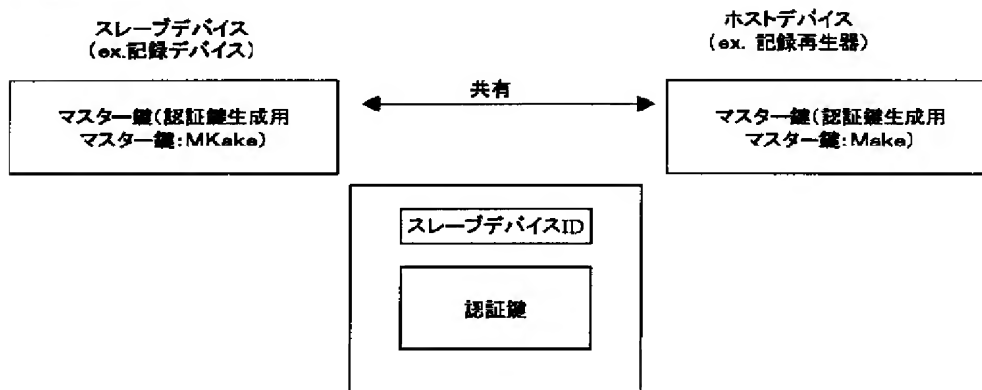 スレーブデバイス
(ex.記録デバイス)
ホストデバイス
(ex. 記録再生器)
マスター鍵(認証鍵生成用
マスター鍵:MKake)
共有
マスター鍵(認証鍵生成用
マスター鍵:Make)
スレーブデバイスID
認証鍵